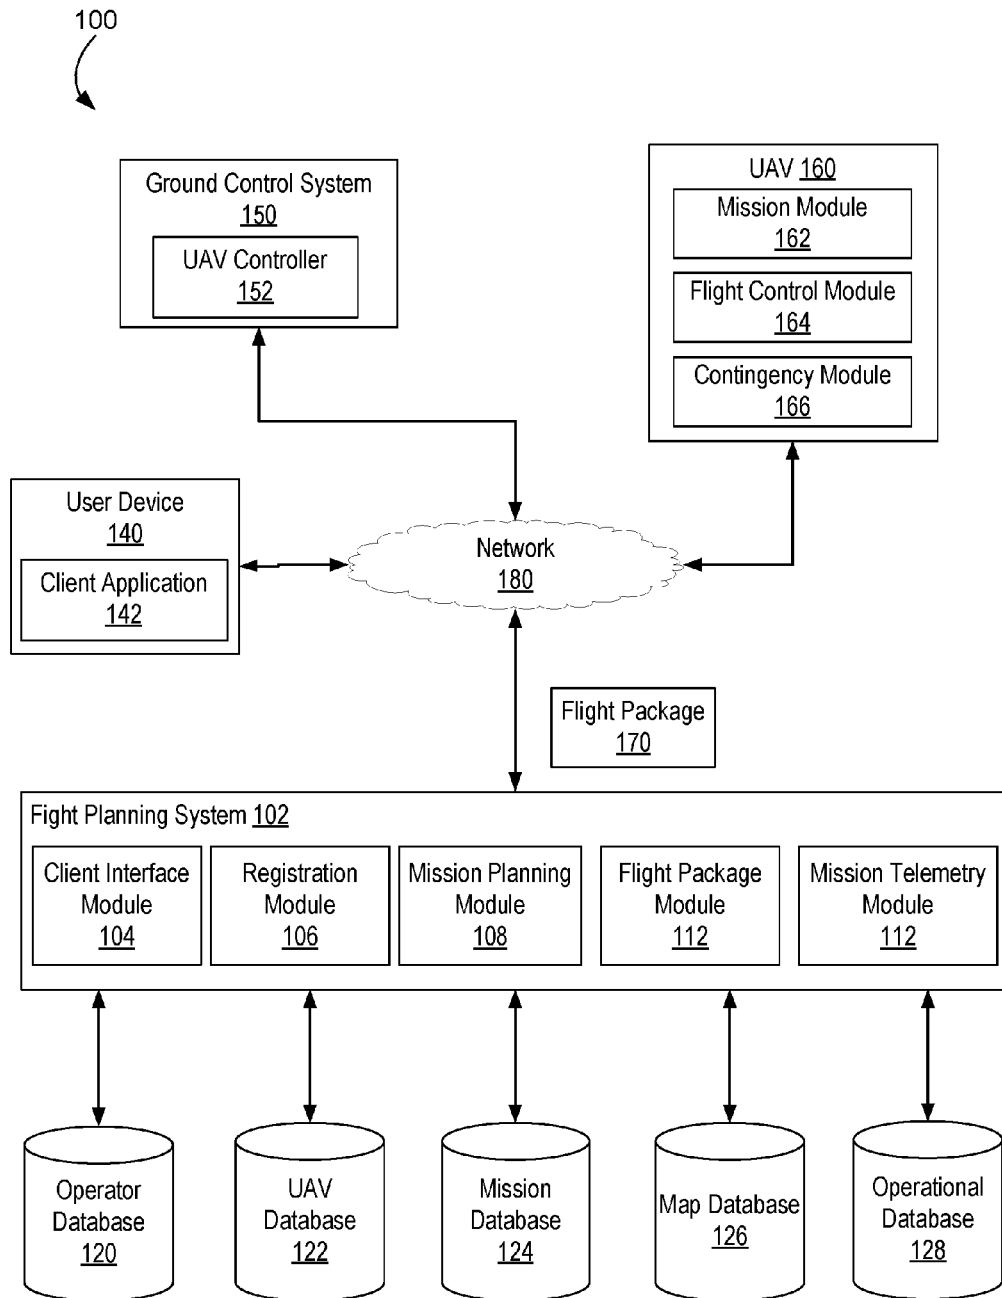 100
Ground Control System
150
UAV Controller
152
UAV 160
Mission Module
162
Flight Control Module
164
Contingency Module
166
User Device
140
Client Application
142
Network
180
Flight Package
170
Fight Planning System 102
Client Interface
Module
104
Registration
Module
106
Mission Planning
Module
108
Flight Package
Module
112
Mission Telemetry
Module
112
Operator
Database
120
UAV
Database
122
Mission
Database
124
Map Database
126
Operational
Database
128